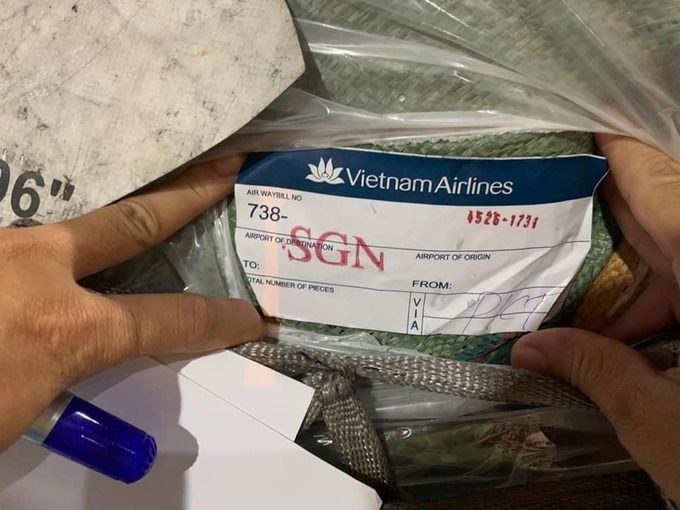 96"
Vietnam Airlines
AIR WAYBILL NO
738-
4526-1731
AIRPORT OF DESTINATION
SGN
AIRPORT OF ORIGIN
TO:
FROM:
OTAL NUMBER OF PIECES
VIA